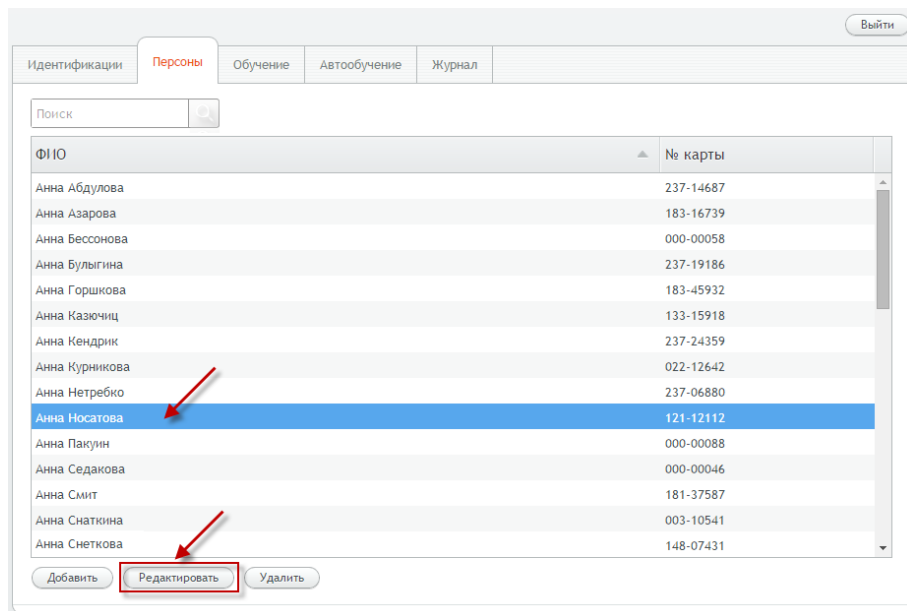 Выйти
Идентификации Персоны Обучение Автообучение Журнал
Поиск
ФИО № карты
Анна Абдулова 237-14687
Анна Азарова 183-16739
Анна Бессонова 000-00058
Анна Булыгина 237-19186
Анна Горшкова 183-45932
Анна Казючиц 133-15918
Анна Кендрик 237-24359
Анна Курникова 022-12642
Анна Нетребко 237-06880
Анна Носатова 121-12112
Анна Пакуин 000-00088
Анна Седакова 000-00046
Анна Смит 181-37587
Анна Снаткина 003-10541
Анна Снеткова 148-07431
Добавить Редактировать Удалить